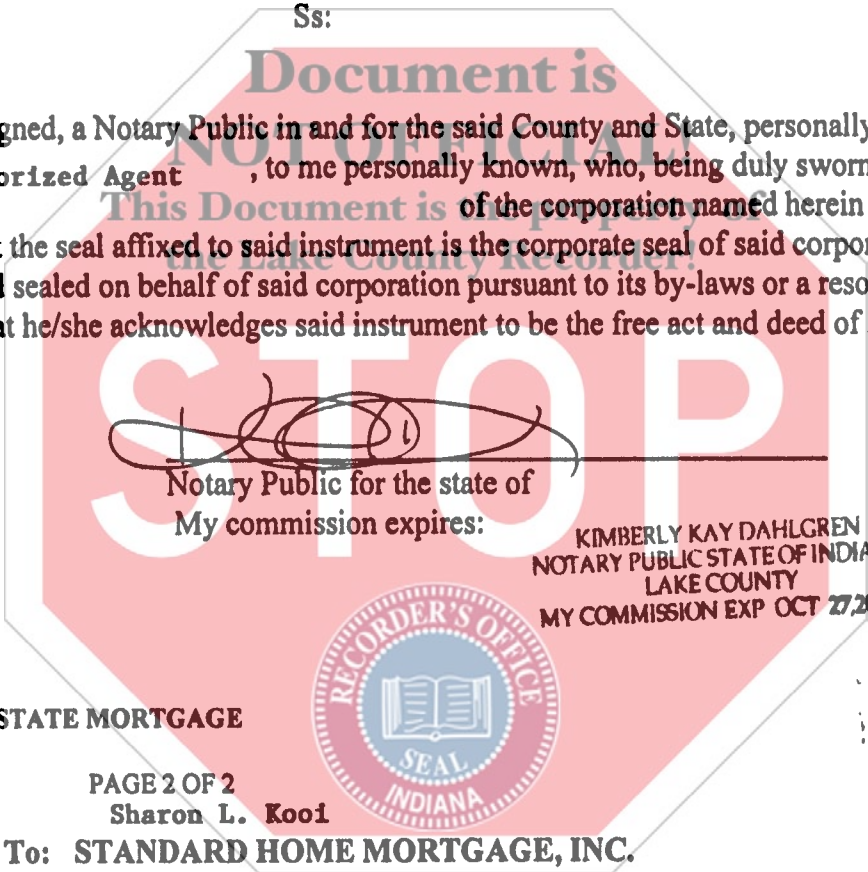 Ss:
Document is
gned, a Notary Public in and for the said County and State, personally
NOT OFFICIAL!
orized Agent , to me personally known, who, being duly sworn
This Document is the property of
of the corporation named herein
the seal affixed to said instrument is the corporate seal of said corpor
the Lake County Recorder!
sealed on behalf of said corporation pursuant to its by-laws or a reso
at he/she acknowledges said instrument to be the free act and deed of
STOP
Notary Public for the state of
My commission expires:
KIMBERLY KAY DAHLGREN
NOTARY PUBLIC STATE OF INDIA
LAKE COUNTY
MY COMMISSION EXP OCT 27,2
RECORDER'S OFFICE
SEAL
INDIANA
STATE MORTGAGE
PAGE 2 OF 2
Sharon L. Kooi
To: STANDARD HOME MORTGAGE, INC.